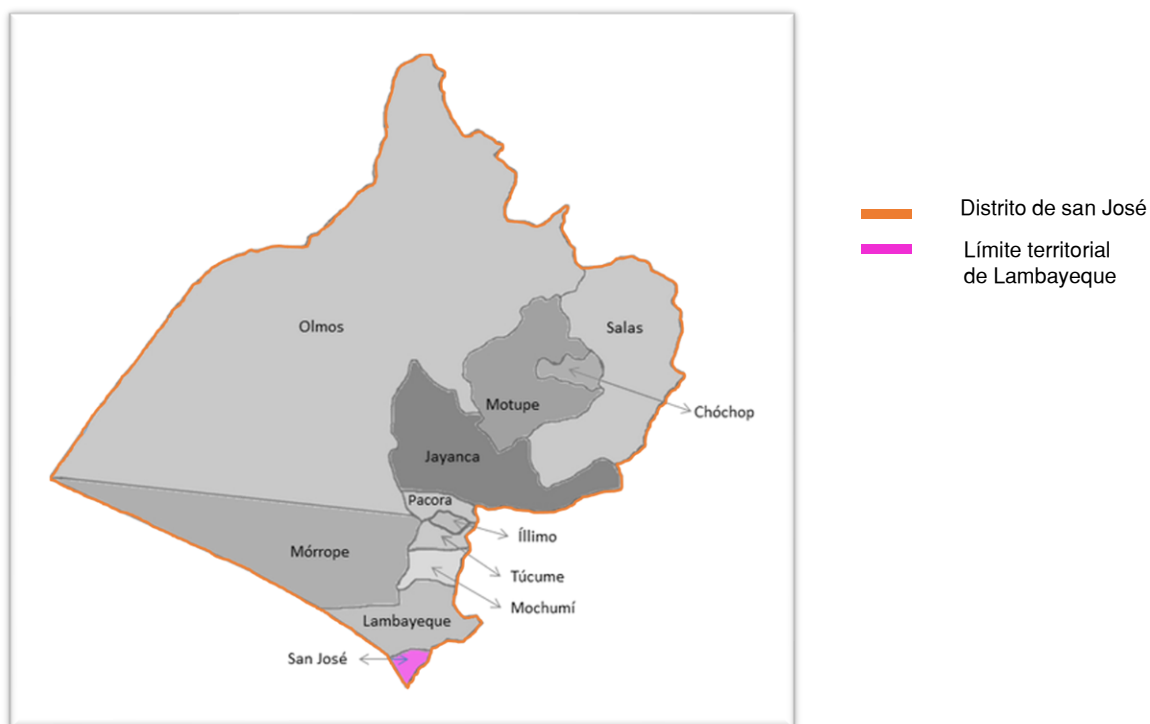 Olmos
Salas
Motupe
Chóchop
Jayanca
Pacora
Íllimo
Mórrope
Túcume
Mochumí
Lambayeque
San José
Distrito de san José
Límite territorial
de Lambayeque